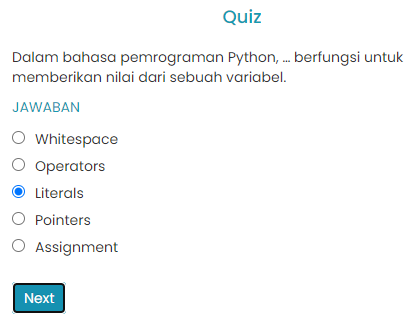 Quiz
Dalam bahasa pemrograman Python, ... berfungsi untuk
memberikan nilai dari sebuah variabel.
JAWABAN
Whitespace
Operators
Literals
Pointers
Assignment
Next